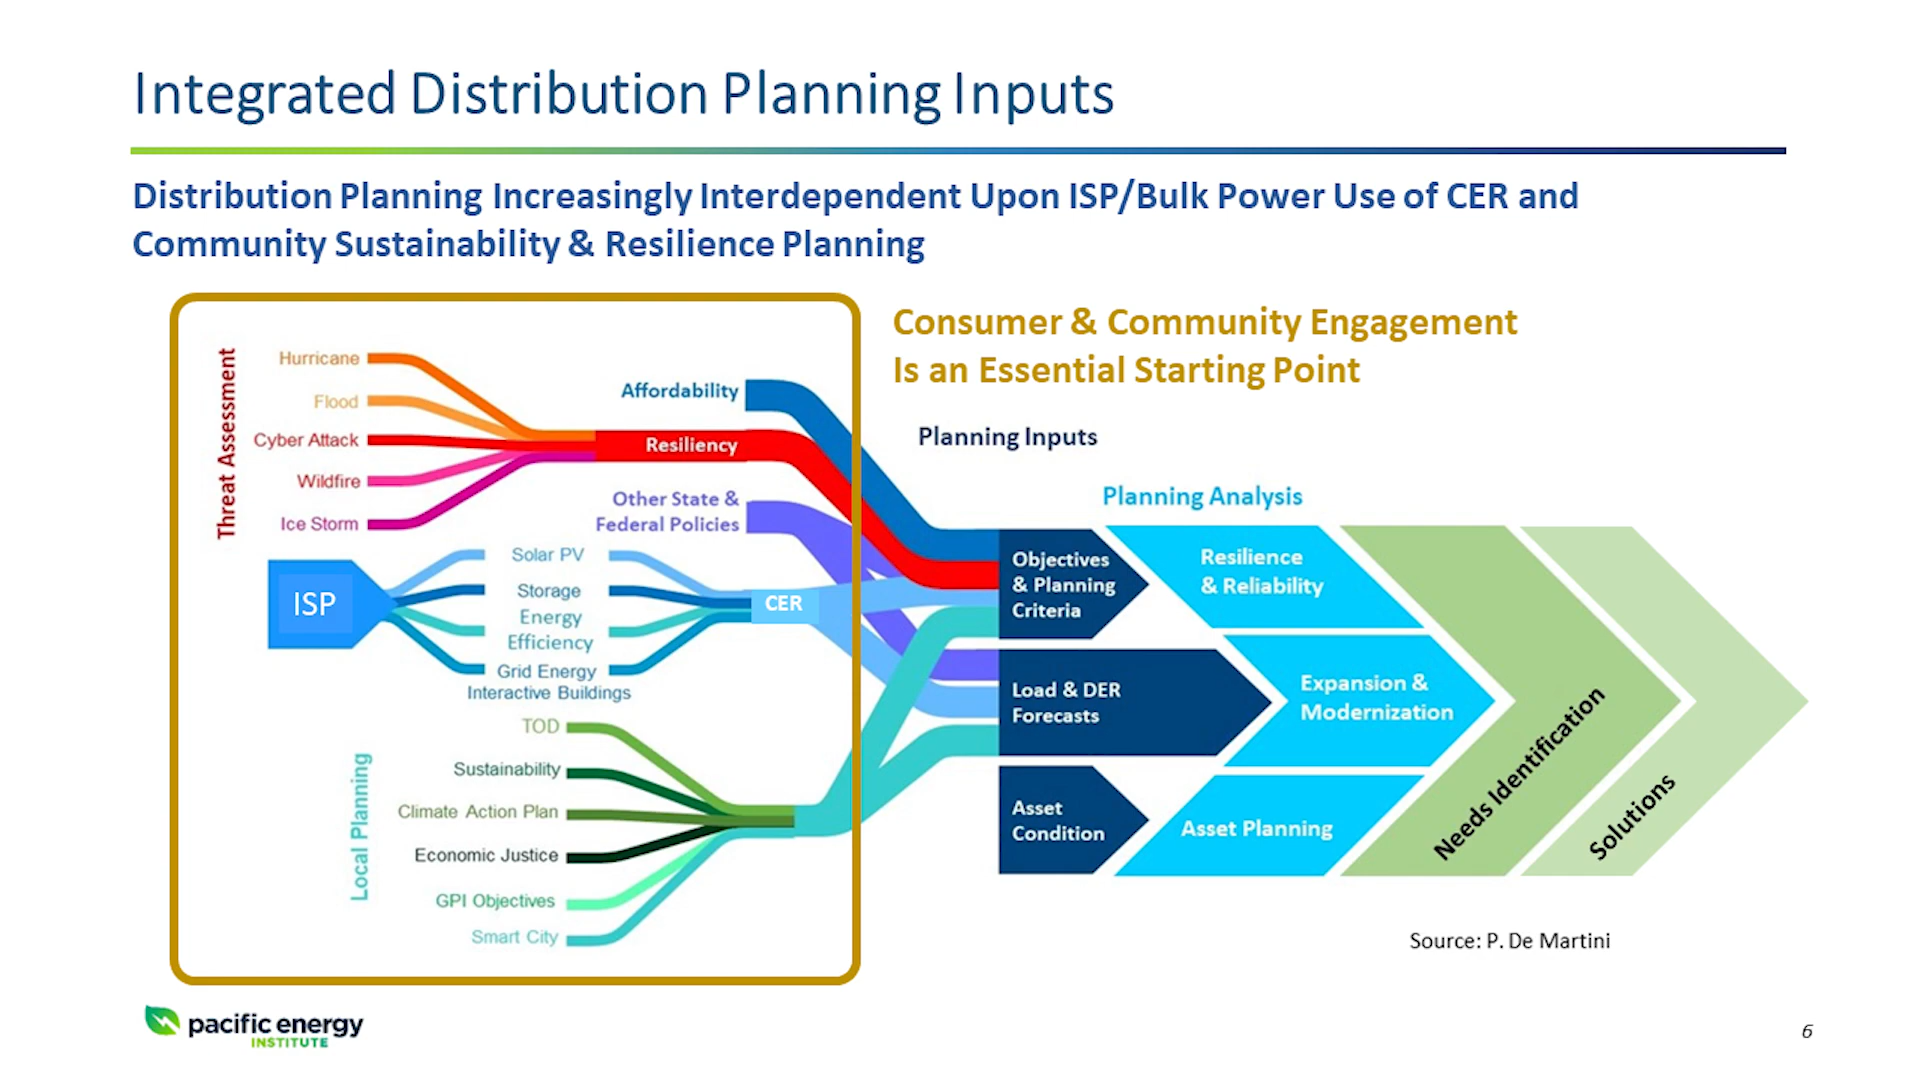 Integrated Distribution Planning Inputs
Distribution Planning Increasingly Interdependent Upon ISP/Bulk Power Use of CER and
Community Sustainability & Resilience Planning
Consumer & Community Engagement
Is an Essential Starting Point
Threat Assessment
Hurricane
Flood
Cyber Attack
Wildfire
Ice Storm
Affordability
Resiliency
Other State &
Federal Policies
ISP
Solar PV
Storage
Energy
Efficiency
Grid Energy
Interactive Buildings
CER
Local Planning
TOD
Sustainability
Climate Action Plan
Economic Justice
GPI Objectives
Smart City
Planning Inputs
Objectives
& Planning
Criteria
Load & DER
Forecasts
Asset
Condition
Planning Analysis
Resilience
& Reliability
Expansion &
Modernization
Asset Planning
Needs Identification
Solutions
Source: P. De Martini
pacific energy
INSTITUTE
6